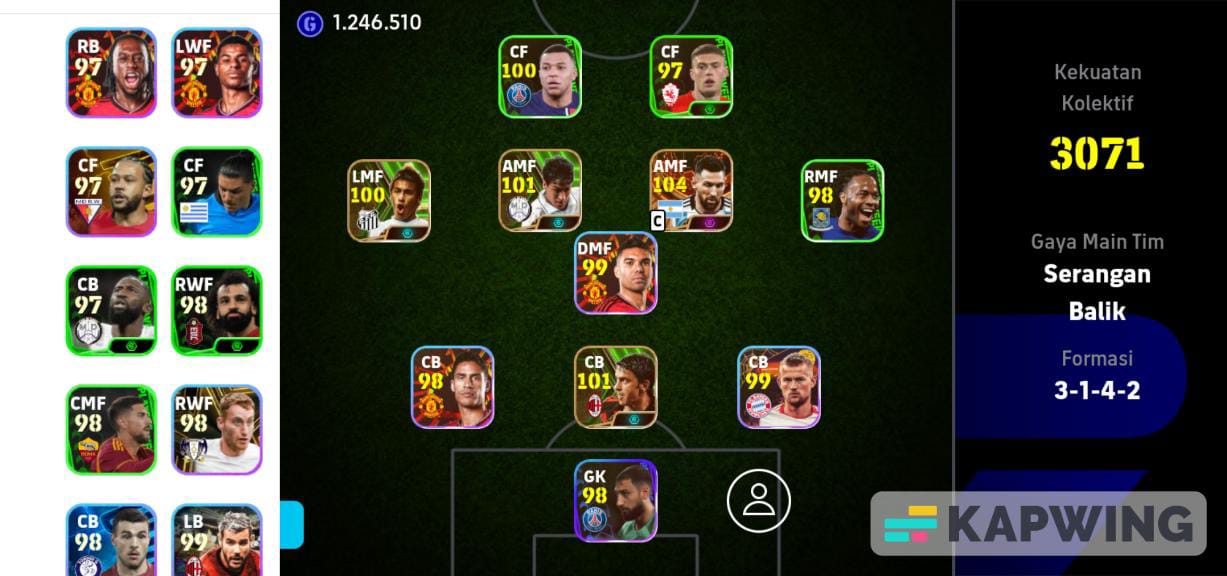 1.246.510
RB
97
LWF
97
CF
97
CF
97
CB
97
RWF
98
CMF
98
RWF
98
CB
98
LB
99
CF
100
CF
97
LMF
100
AMF
101
AMF
104
C
RMF
98
DMF
99
CB
98
CB
101
CB
99
GK
98
Kekuatan
Kolektif
3071
Gaya Main Tim
Serangan
Balik
Formasi
3-1-4-2
KAPWING